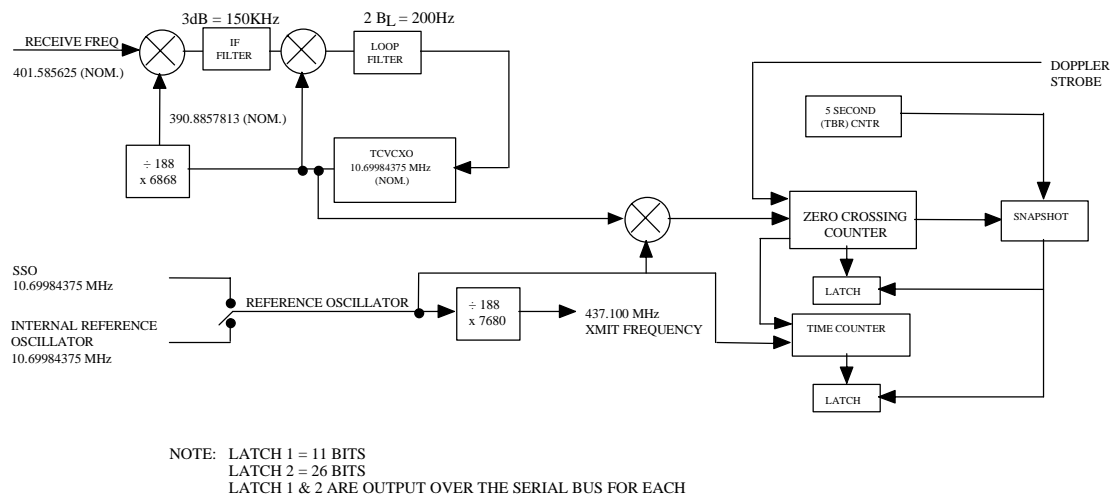 3dB = 150KHz
2 BL = 200Hz
RECEIVE FREQ
401.585625 (NOM.)
IF
FILTER
LOOP
FILTER
DOPPLER
STROBE
390.8857813 (NOM.)
5 SECOND
(TBR) CNTR
÷ 188
x 6868
TCVCXO
10.69984375 MHz
(NOM.)
ZERO CROSSING
COUNTER
SNAPSHOT
SSO
10.69984375 MHz
REFERENCE OSCILLATOR
LATCH
INTERNAL REFERENCE
OSCILLATOR
10.69984375 MHz
÷ 188
x 7680
437.100 MHz
XMIT FREQUENCY
TIME COUNTER
LATCH
NOTE: LATCH 1 = 11 BITS
LATCH 2 = 26 BITS
LATCH 1 & 2 ARE OUTPUT OVER THE SERIAL BUS FOR EACH